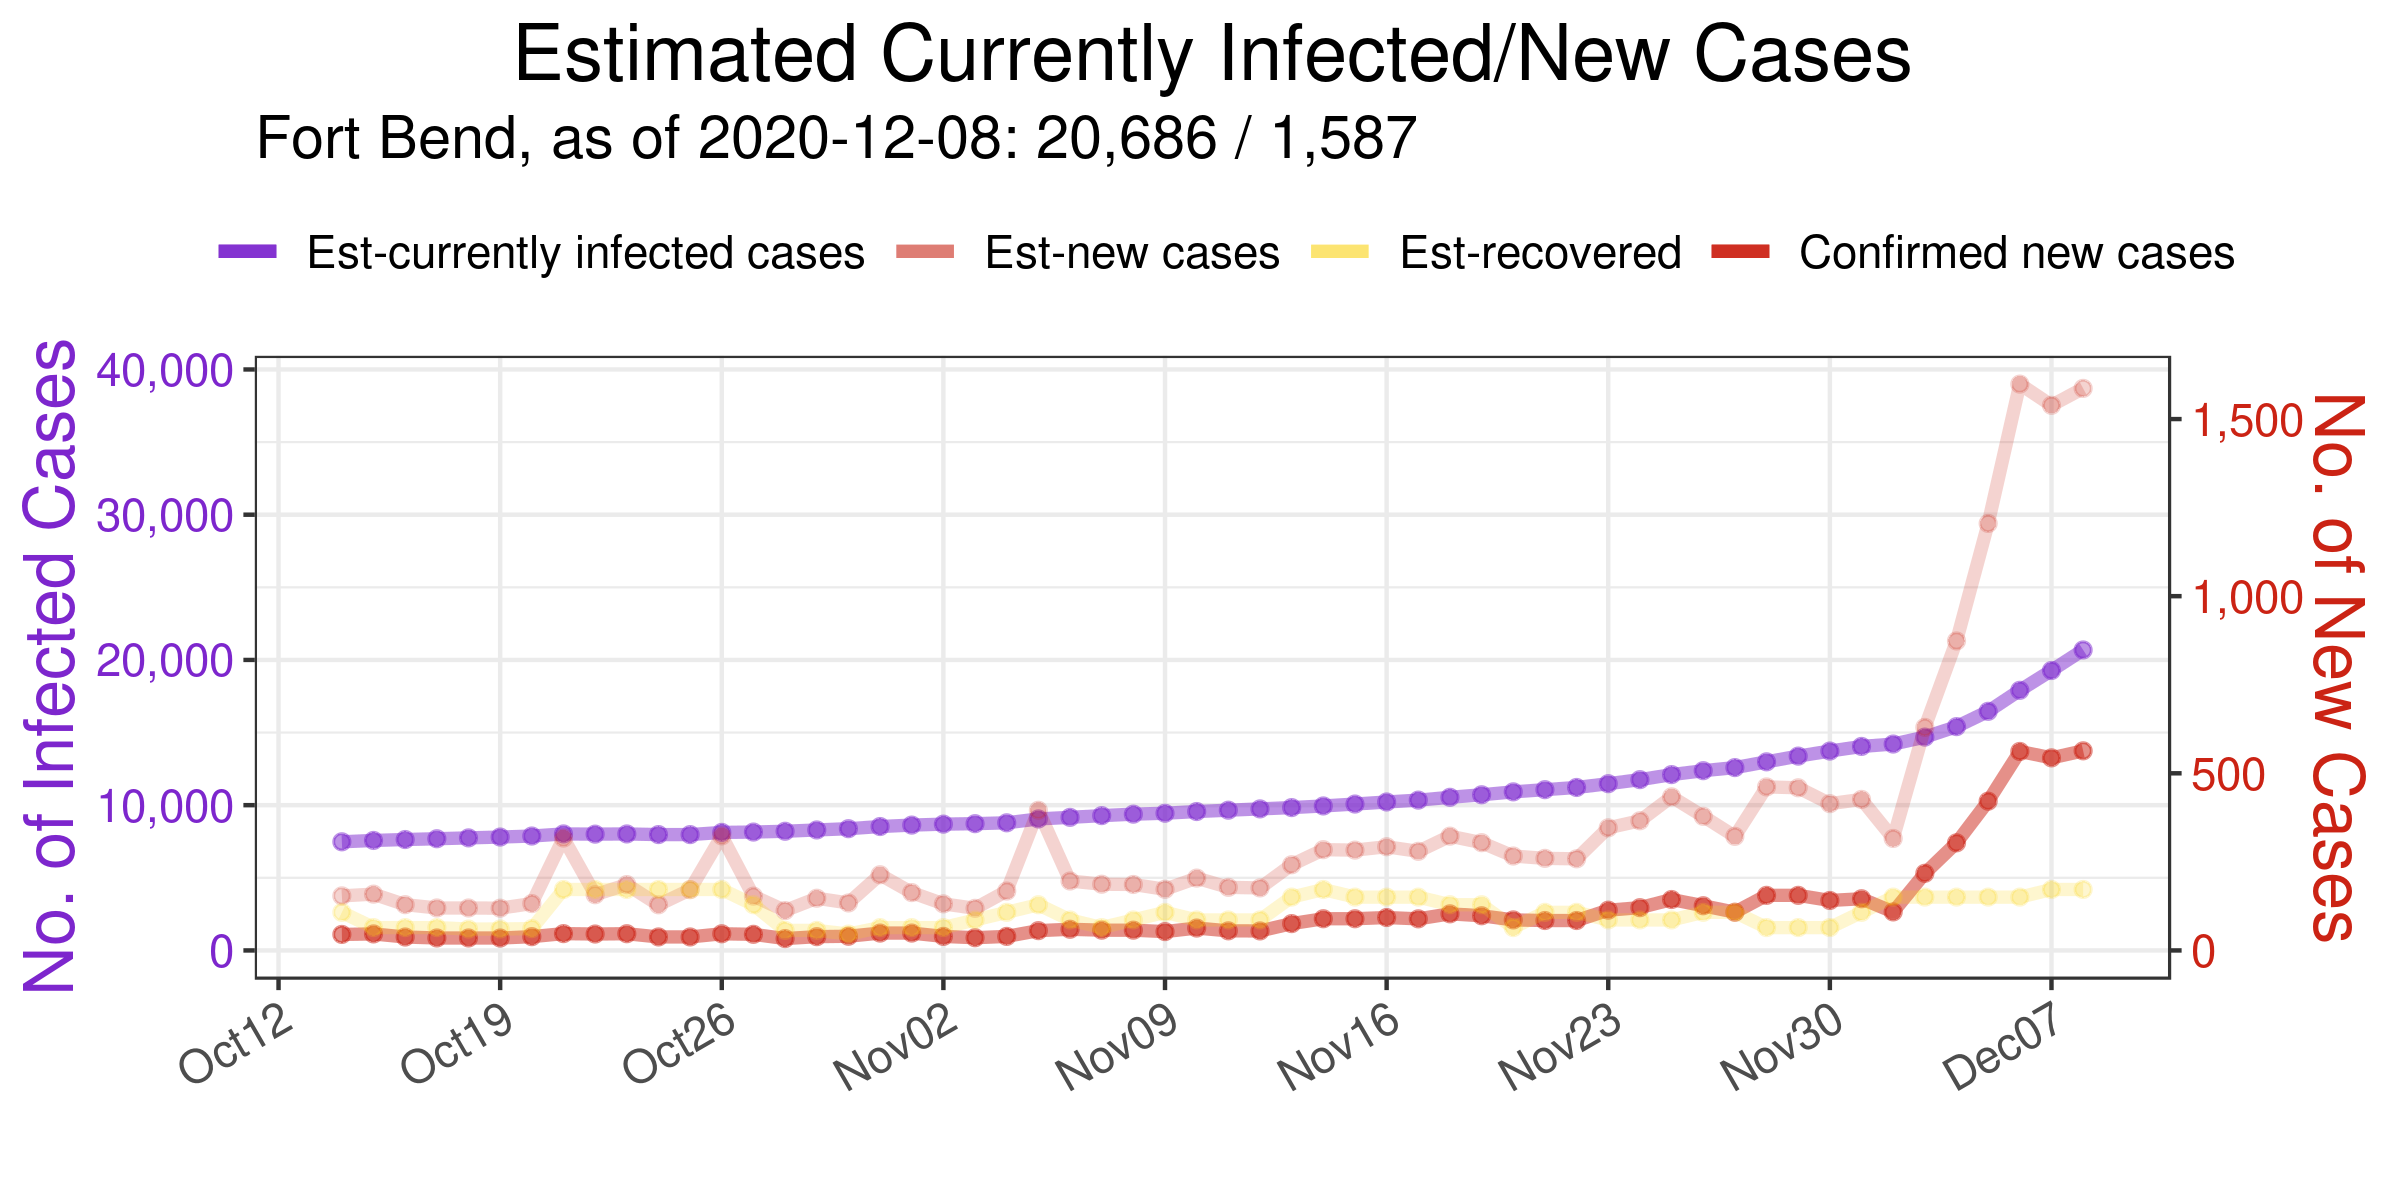 Estimated Currently Infected/New Cases
Fort Bend, as of 2020-12-08: 20,686 / 1,587
Est-currently infected cases Est-new cases Est-recovered Confirmed new cases
No. of Infected Cases
40,000
30,000
20,000
10,000
0
1,500
1,000
500
0
No. of New Cases
Oct12 Oct19 Oct26 Nov02 Nov09 Nov16 Nov23 Nov30 Dec07